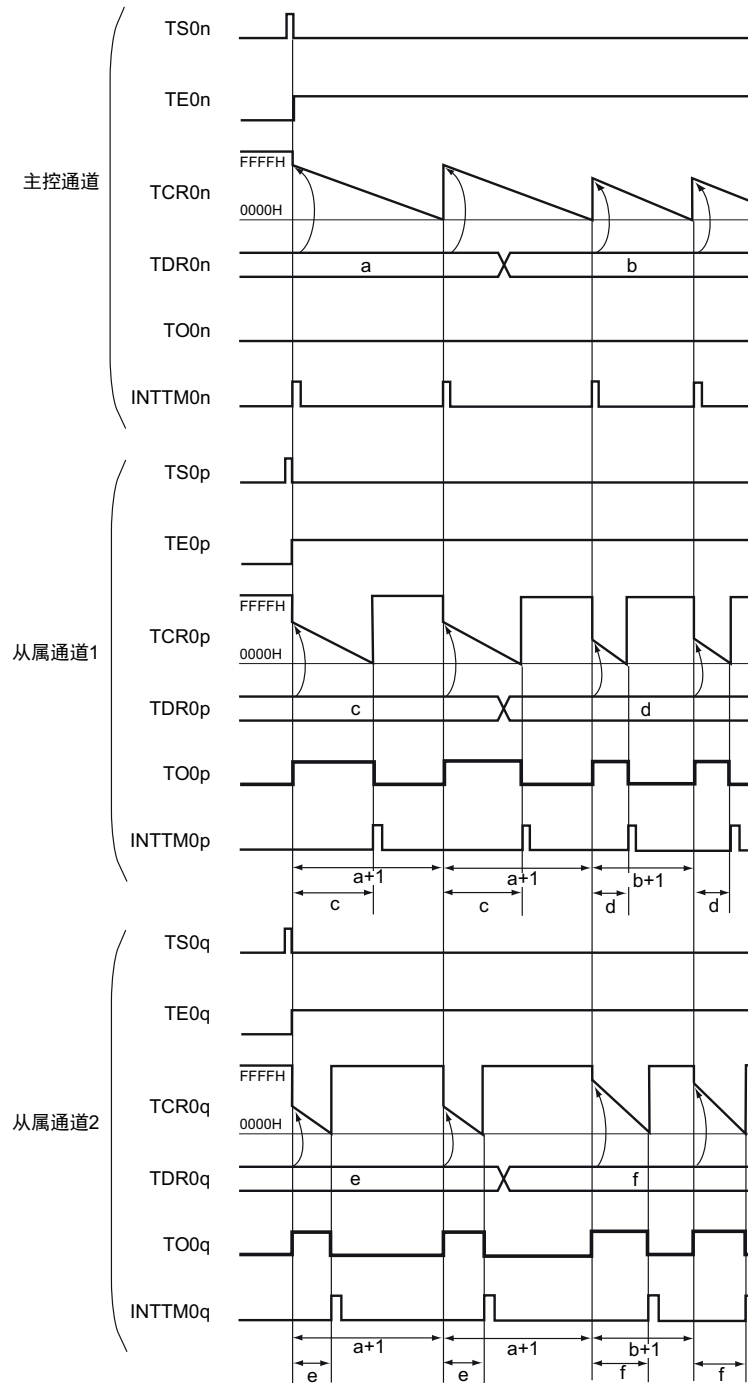 TS0n
TE0n
主控通道
FFFFH
TCR0n
0000H
TDR0n
a
b
TO0n
INTTM0n
TS0p
TE0p
从属通道1
FFFFH
TCR0p
0000H
TDR0p
c
d
TO0p
INTTM0p
a+1 a+1 b+1
c c d d
TS0q
TE0q
从属通道2
FFFFH
TCR0q
0000H
TDR0q
e
f
TO0q
INTTM0q
a+1 a+1 b+1
e e f f